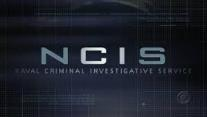 NCIS
NAVAL CRIMINAL INVESTIGATIVE SERVICE